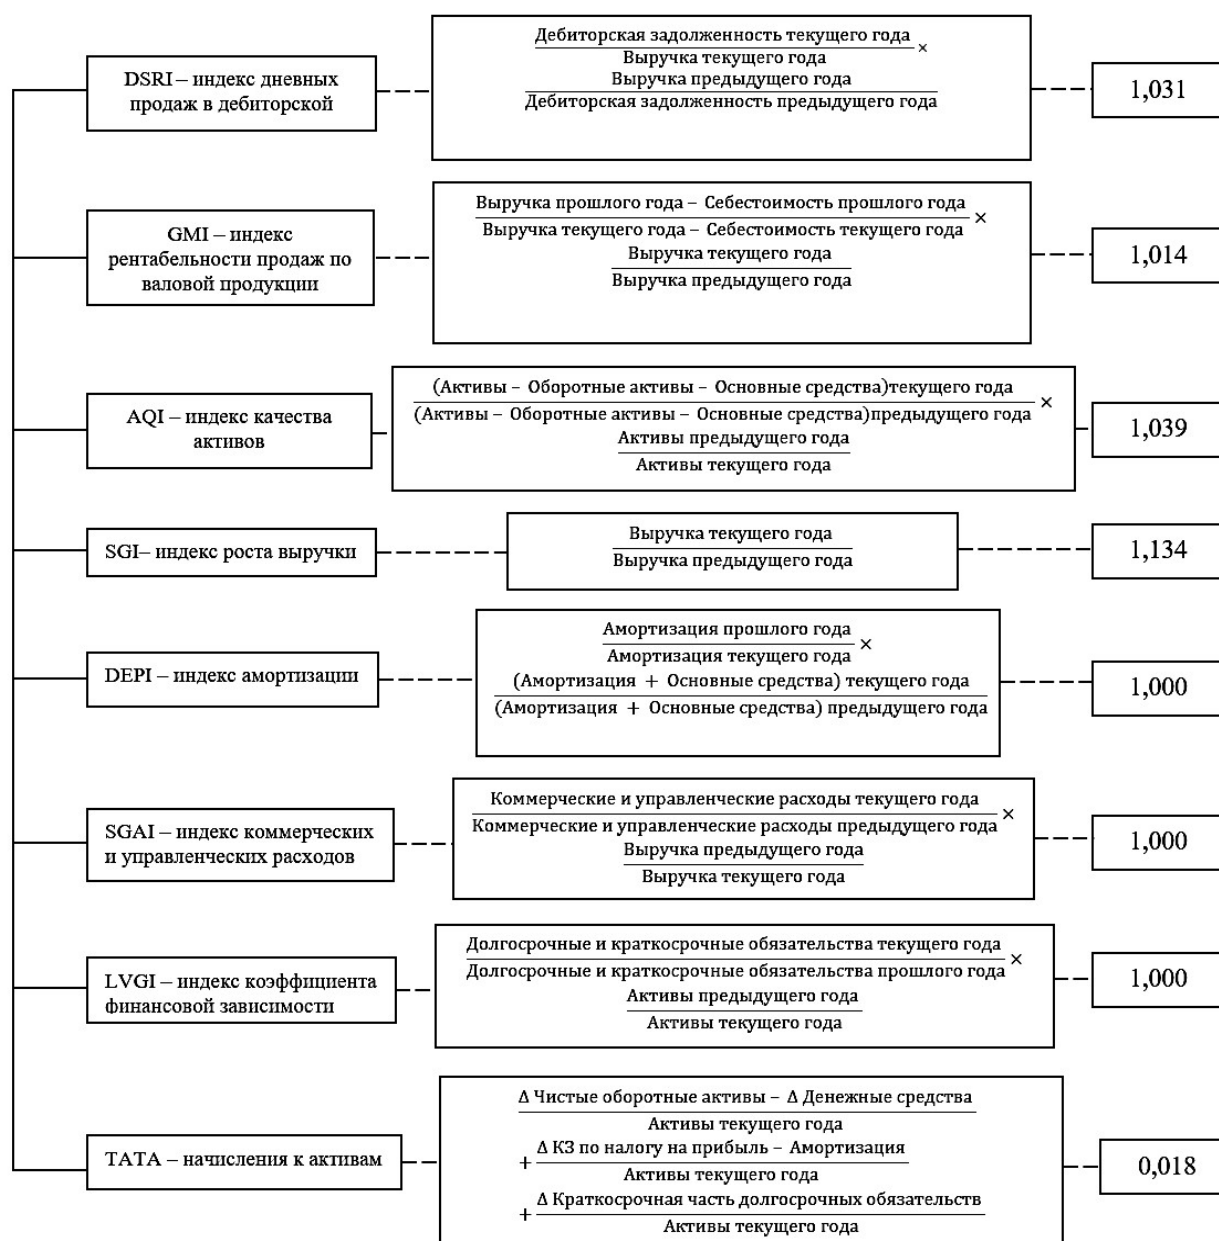 DSRI – индекс дневных
продаж в дебиторской
Дебиторская задолженность текущего года
Выручка текущего года
×
Выручка предыдущего года
Дебиторская задолженность предыдущего года
1,031
GMI – индекс
рентабельности продаж по
валовой продукции
Выручка прошлого года – Себестоимость прошлого года
Выручка текущего года – Себестоимость текущего года
×
Выручка текущего года
Выручка предыдущего года
1,014
AQI – индекс качества
активов
(Активы – Оборотные активы – Основные средства)текущего года
(Активы – Оборотные активы – Основные средства)предыдущего года
×
Активы предыдущего года
Активы текущего года
1,039
SGI– индекс роста выручки
Выручка текущего года
Выручка предыдущего года
1,134
DEPI – индекс амортизации
Амортизация прошлого года
Амортизация текущего года
×
(Амортизация + Основные средства) текущего года
(Амортизация + Основные средства) предыдущего года
1,000
SGAI – индекс коммерческих
и управленческих расходов
Коммерческие и управленческие расходы текущего года
Коммерческие и управленческие расходы предыдущего года
×
Выручка предыдущего года
Выручка текущего года
1,000
LVGI – индекс коэффициента
финансовой зависимости
Долгосрочные и краткосрочные обязательства текущего года
Долгосрочные и краткосрочные обязательства прошлого года
×
Активы предыдущего года
Активы текущего года
1,000
TATA – начисления к активам
Δ Чистые оборотные активы – Δ Денежные средства
Активы текущего года
+
Δ КЗ по налогу на прибыль – Амортизация
Активы текущего года
+
Δ Краткосрочная часть долгосрочных обязательств
Активы текущего года
0,018